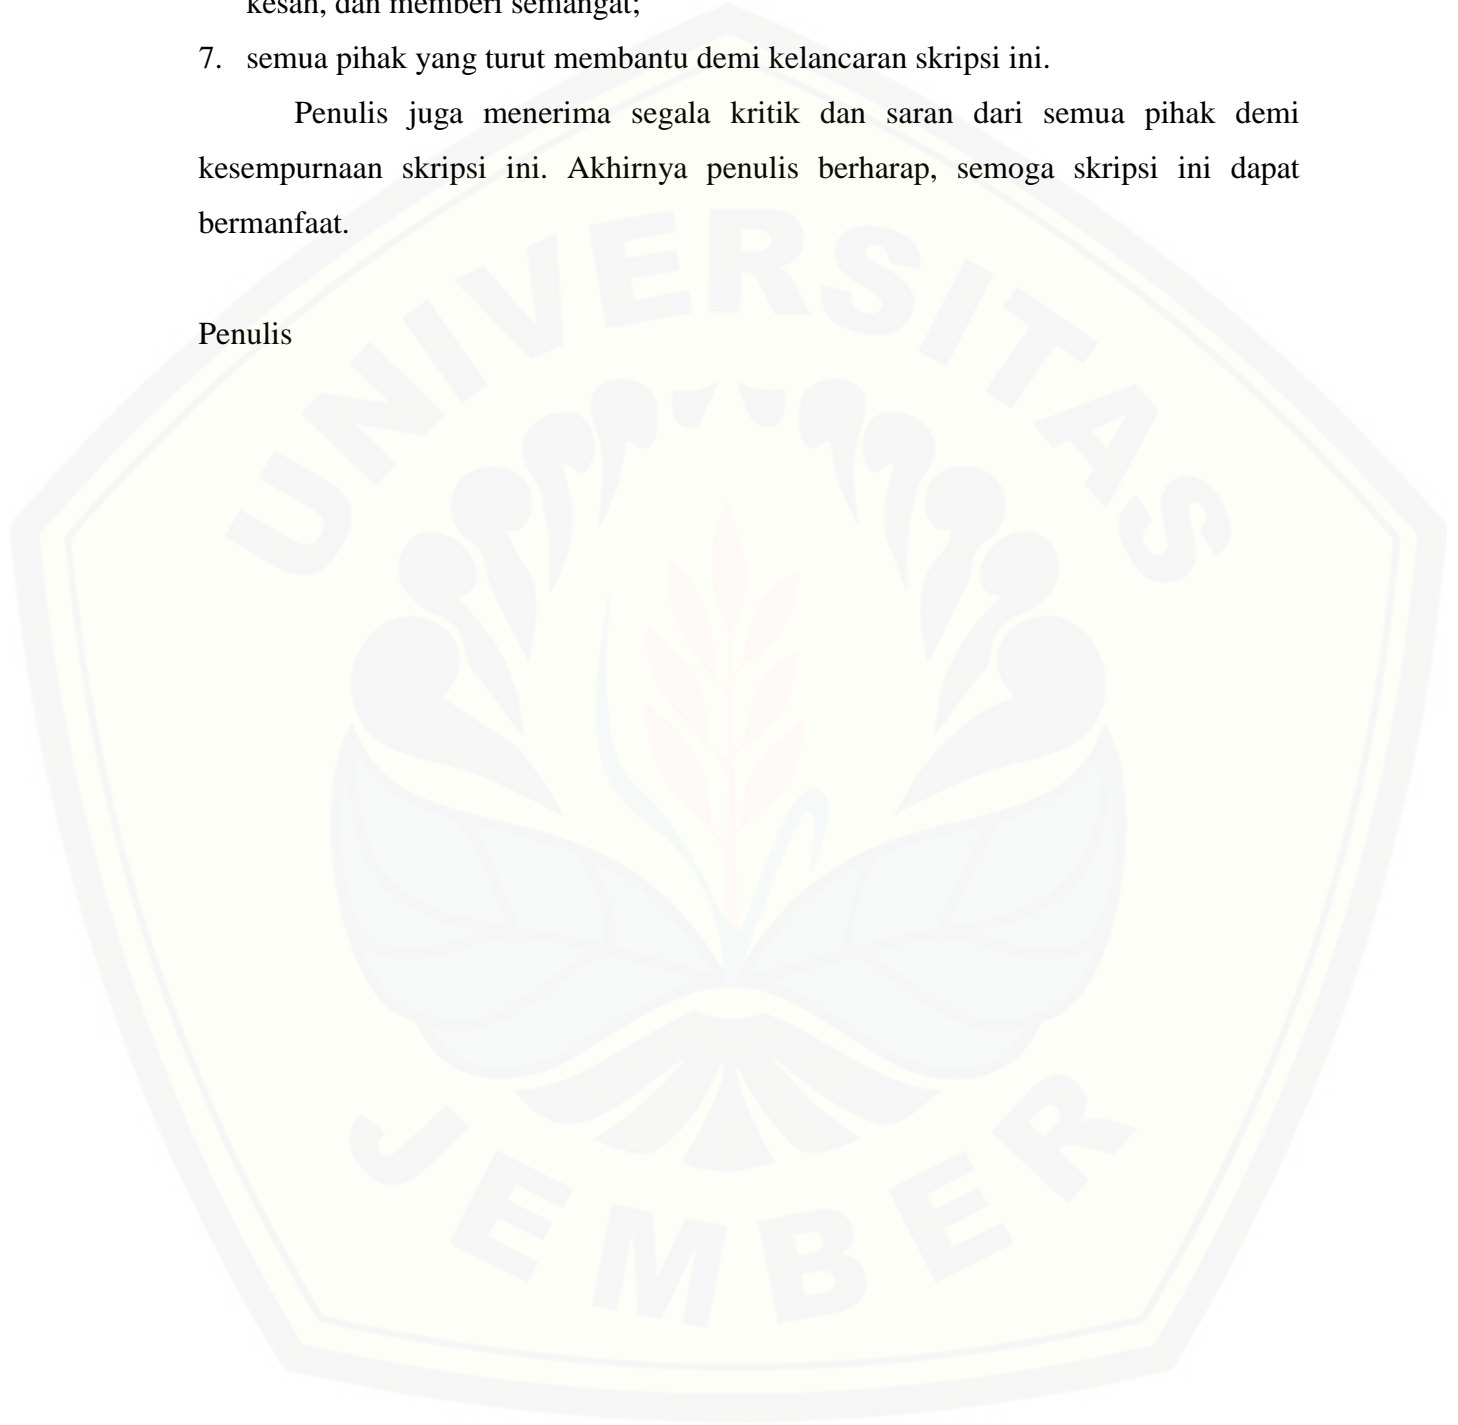 kesah, dan memberi semangat;
7. semua pihak yang turut membantu demi kelancaran skripsi ini.
Penulis juga menerima segala kritik dan saran dari semua pihak demi
kesempurnaan skripsi ini. Akhirnya penulis berharap, semoga skripsi ini dapat
bermanfaat.
Penulis
UNIVERSITAS
JEMBER